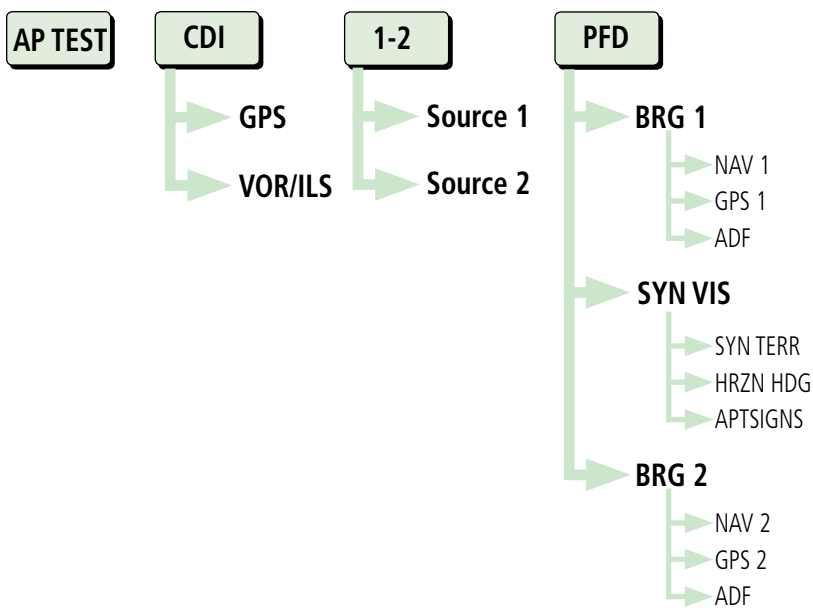 AP TEST
CDI
GPS
VOR/ILS
1-2
Source 1
Source 2
PFD
BRG 1
NAV 1
GPS 1
ADF
SYN VIS
SYN TERR
HRZN HDG
APTSIGNS
BRG 2
NAV 2
GPS 2
ADF